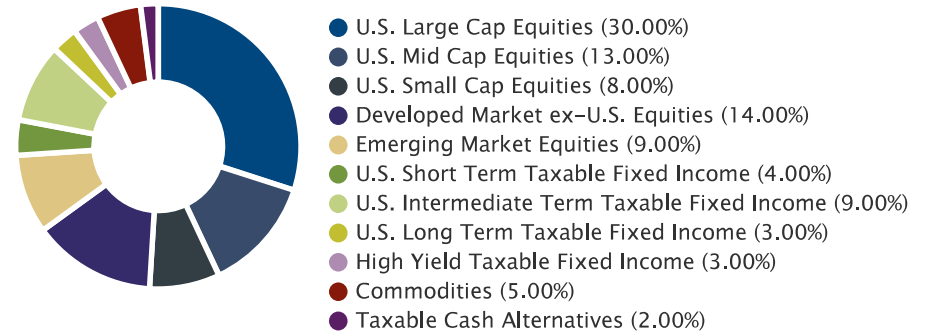 U.S. Large Cap Equities (30.00%)
U.S. Mid Cap Equities (13.00%)
U.S. Small Cap Equities (8.00%)
Developed Market ex–U.S. Equities (14.00%)
Emerging Market Equities (9.00%)
U.S. Short Term Taxable Fixed Income (4.00%)
U.S. Intermediate Term Taxable Fixed Income (9.00%)
U.S. Long Term Taxable Fixed Income (3.00%)
High Yield Taxable Fixed Income (3.00%)
Commodities (5.00%)
Taxable Cash Alternatives (2.00%)